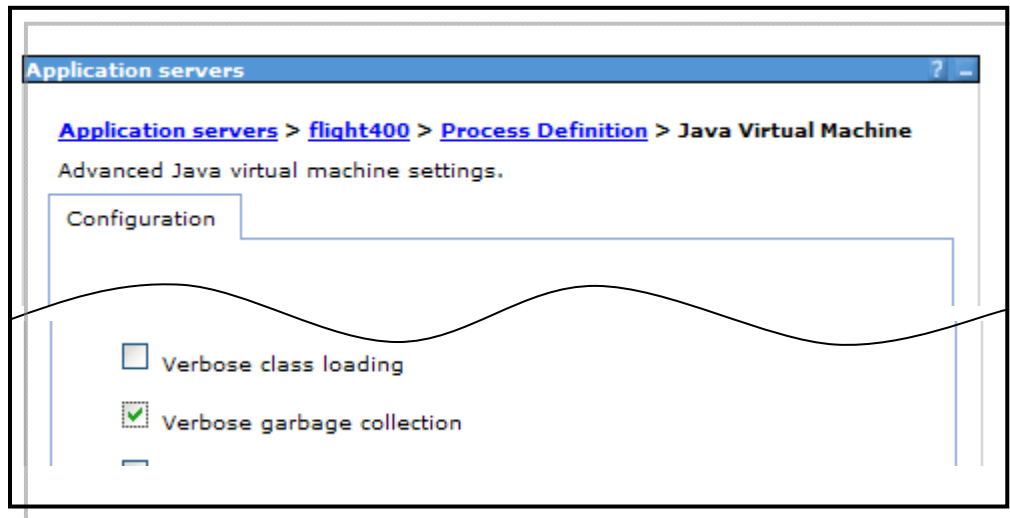 Application servers ? –
Application servers > flight400 > Process Definition > Java Virtual Machine
Advanced Java virtual machine settings.
Configuration
Verbose class loading
Verbose garbage collection